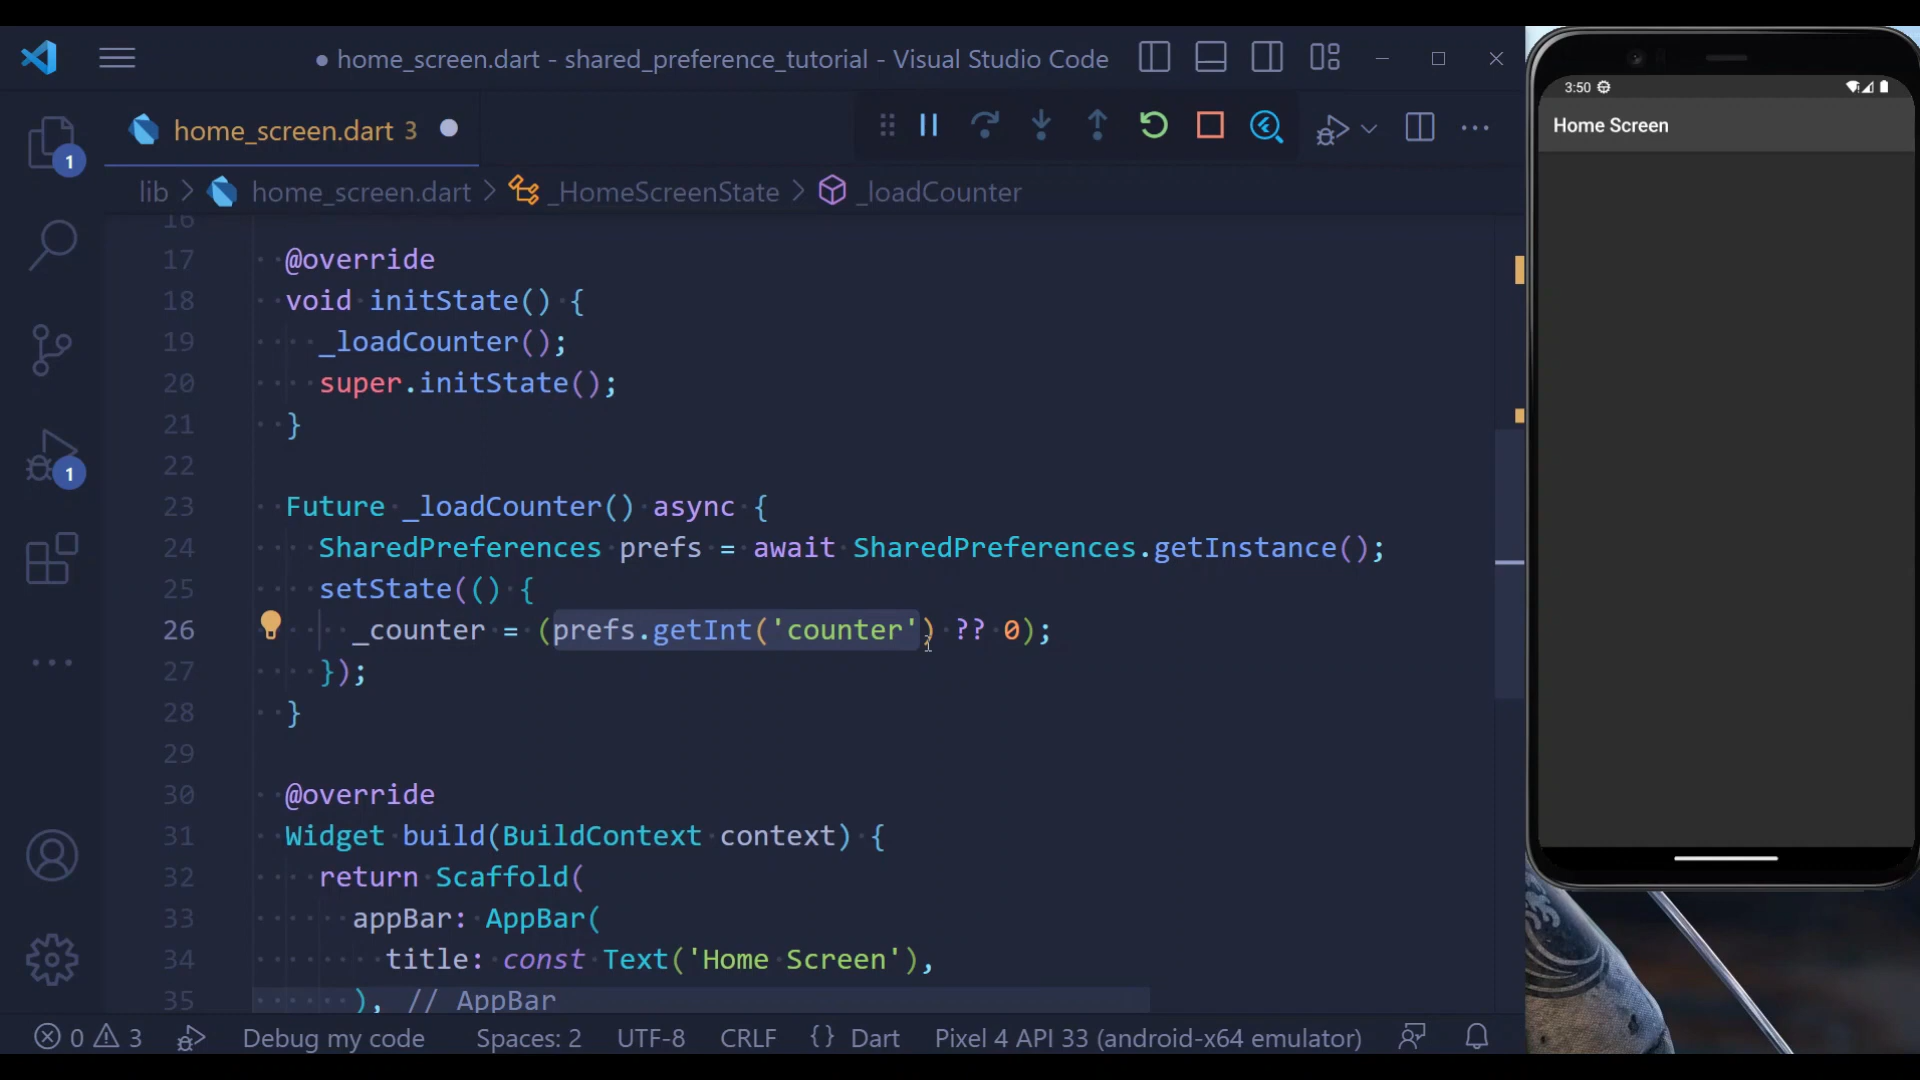 ● home_screen.dart - shared_preference_tutorial - Visual Studio Code
home_screen.dart 3
lib > home_screen.dart > _HomeScreenState > _loadCounter
1
1
16
17 @override
18 void initState() {
19 _loadCounter();
20 super.initState();
21 }
22
23 Future _loadCounter() async {
24 SharedPreferences prefs = await SharedPreferences.getInstance();
25 setState(() {
26 _counter = (prefs.getInt('counter') ?? 0);
27 });
28 }
29
30 @override
31 Widget build(BuildContext context) {
32 return Scaffold(
33 appBar: AppBar(
34 title: const Text('Home Screen'),
35 ), // AppBar
0 3 Debug my code Spaces: 2 UTF-8 CRLF {} Dart Pixel 4 API 33 (android-x64 emulator)
3:50
Home Screen